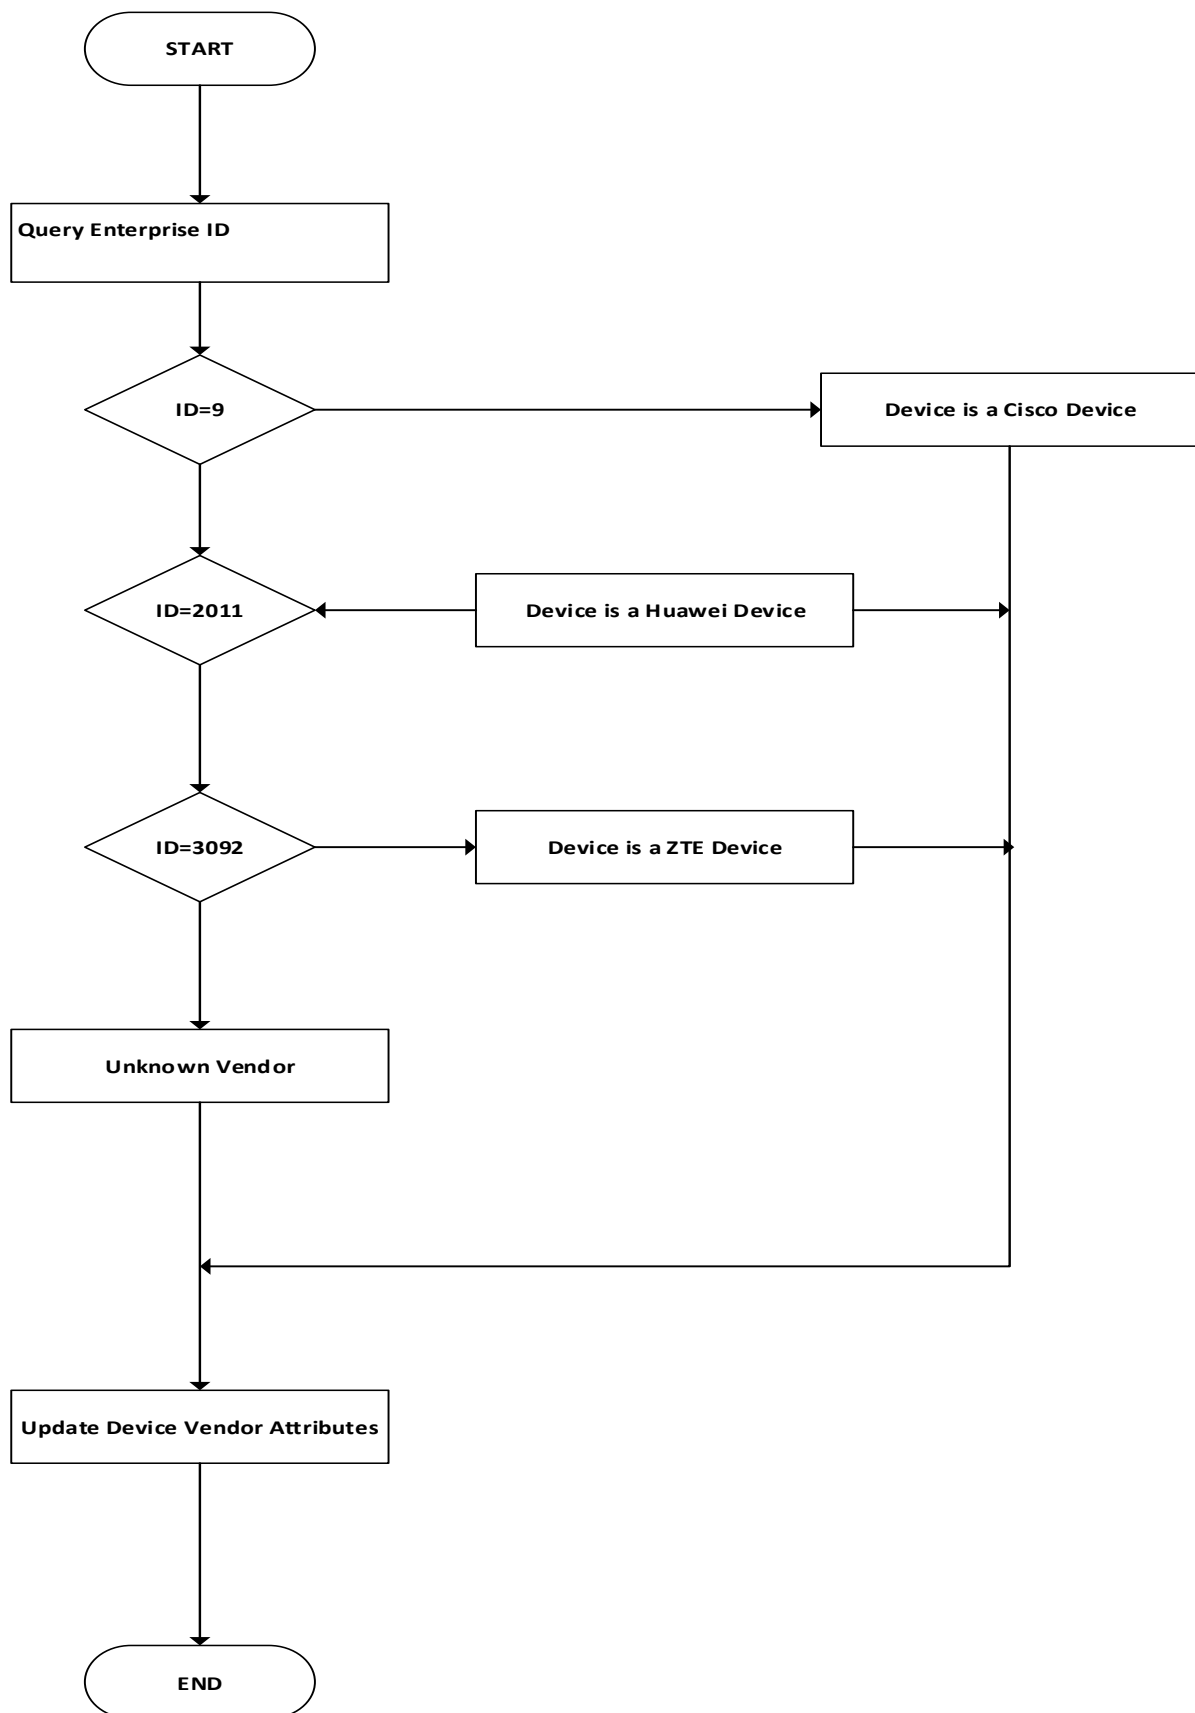 START
Query Enterprise ID
ID=9
Device is a Cisco Device
ID=2011
Device is a Huawei Device
ID=3092
Device is a ZTE Device
Unknown Vendor
Update Device Vendor Attributes
END